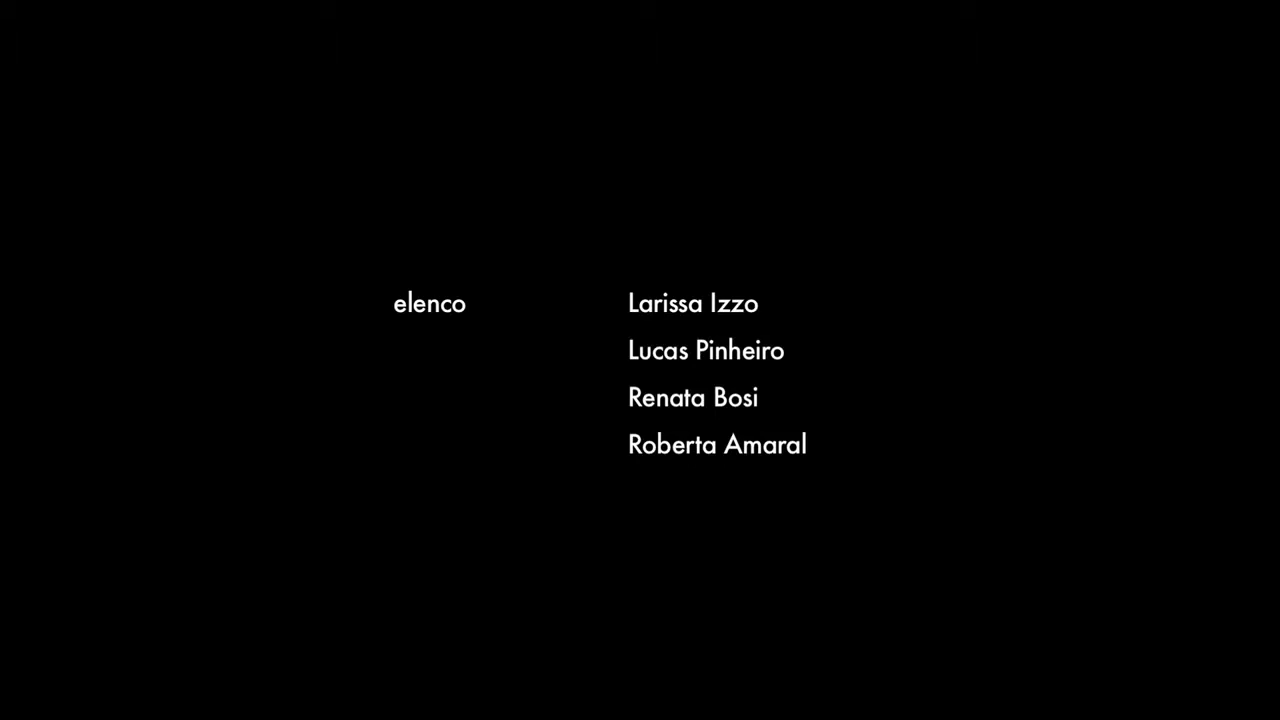 elenco Larissa Izzo
Lucas Pinheiro
Renata Bosi
Roberta Amaral